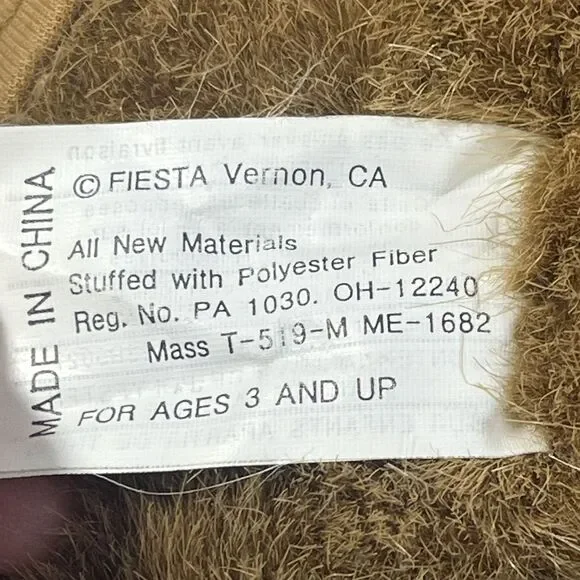 MADE IN CHINA
© FIESTA Vernon, CA
All New Materials
Stuffed with Polyester Fiber
Reg. No. PA 1030. OH-12240
Mass T-519-M ME-1682
FOR AGES 3 AND UP